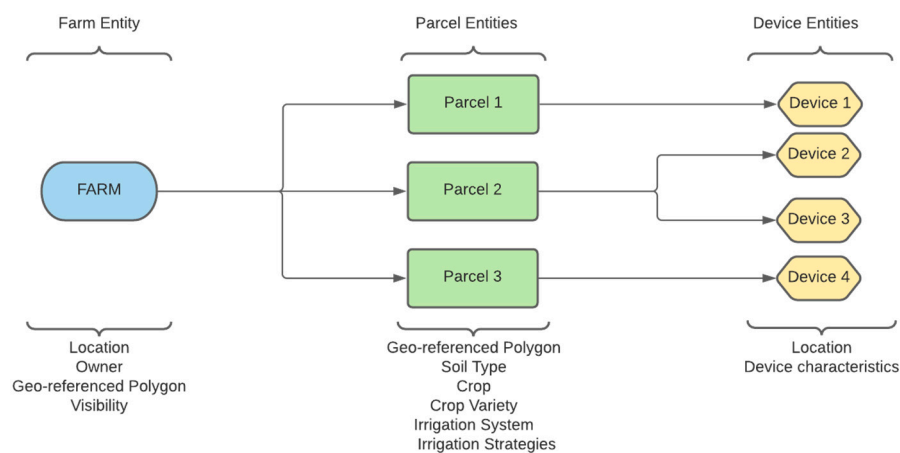 Farm Entity
Parcel Entities
Device Entities
FARM
Parcel 1
Parcel 2
Parcel 3
Device 1
Device 2
Device 3
Device 4
Location
Owner
Geo-referenced Polygon
Visibility
Geo-referenced Polygon
Soil Type
Crop
Crop Variety
Irrigation System
Irrigation Strategies
Location
Device characteristics